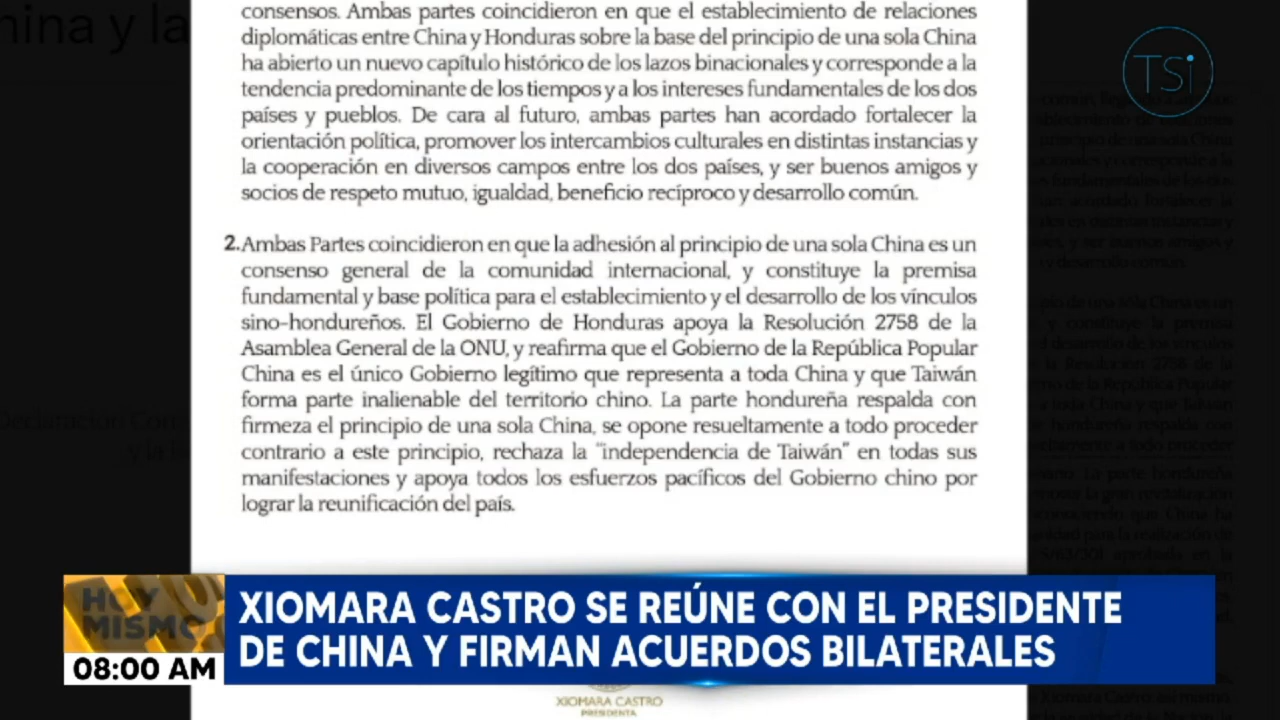 hina y la
consensos. Ambas partes coincidieron en que el establecimiento de relaciones
diplomáticas entre China y Honduras sobre la base del principio de una sola China
ha abierto un nuevo capítulo histórico de los lazos binacionales y corresponde a la
tendencia predominante de los tiempos y a los intereses fundamentales de los dos
países y pueblos. De cara al futuro, ambas partes han acordado fortalecer la
orientación política, promover los intercambios culturales en distintas instancias y
la cooperación en diversos campos entre los dos países, y ser buenos amigos y
socios de respeto mutuo, igualdad, beneficio recíproco y desarrollo común.
TSi
2. Ambas Partes coincidieron en que la adhesión al principio de una sola China es un
consenso general de la comunidad internacional, y constituye la premisa
fundamental y base política para el establecimiento y el desarrollo de los vínculos
sino-hondureños. El Gobierno de Honduras apoya la Resolución 2758 de la
Asamblea General de la ONU, y reafirma que el Gobierno de la República Popular
China es el único Gobierno legítimo que representa a toda China y que Taiwán
forma parte inalienable del territorio chino. La parte hondureña respalda con
firmeza el principio de una sola China, se opone resueltamente a todo proceder
contrario a este principio, rechaza la "independencia de Taiwán" en todas sus
manifestaciones y apoya todos los esfuerzos pacíficos del Gobierno chino por
lograr la reunificación del país.
HOY
MISMO
08:00 AM
XIOMARA CASTRO SE REÚNE CON EL PRESIDENTE
DE CHINA Y FIRMAN ACUERDOS BILATERALES
XIOMARA CASTRO
PRESIDENTA